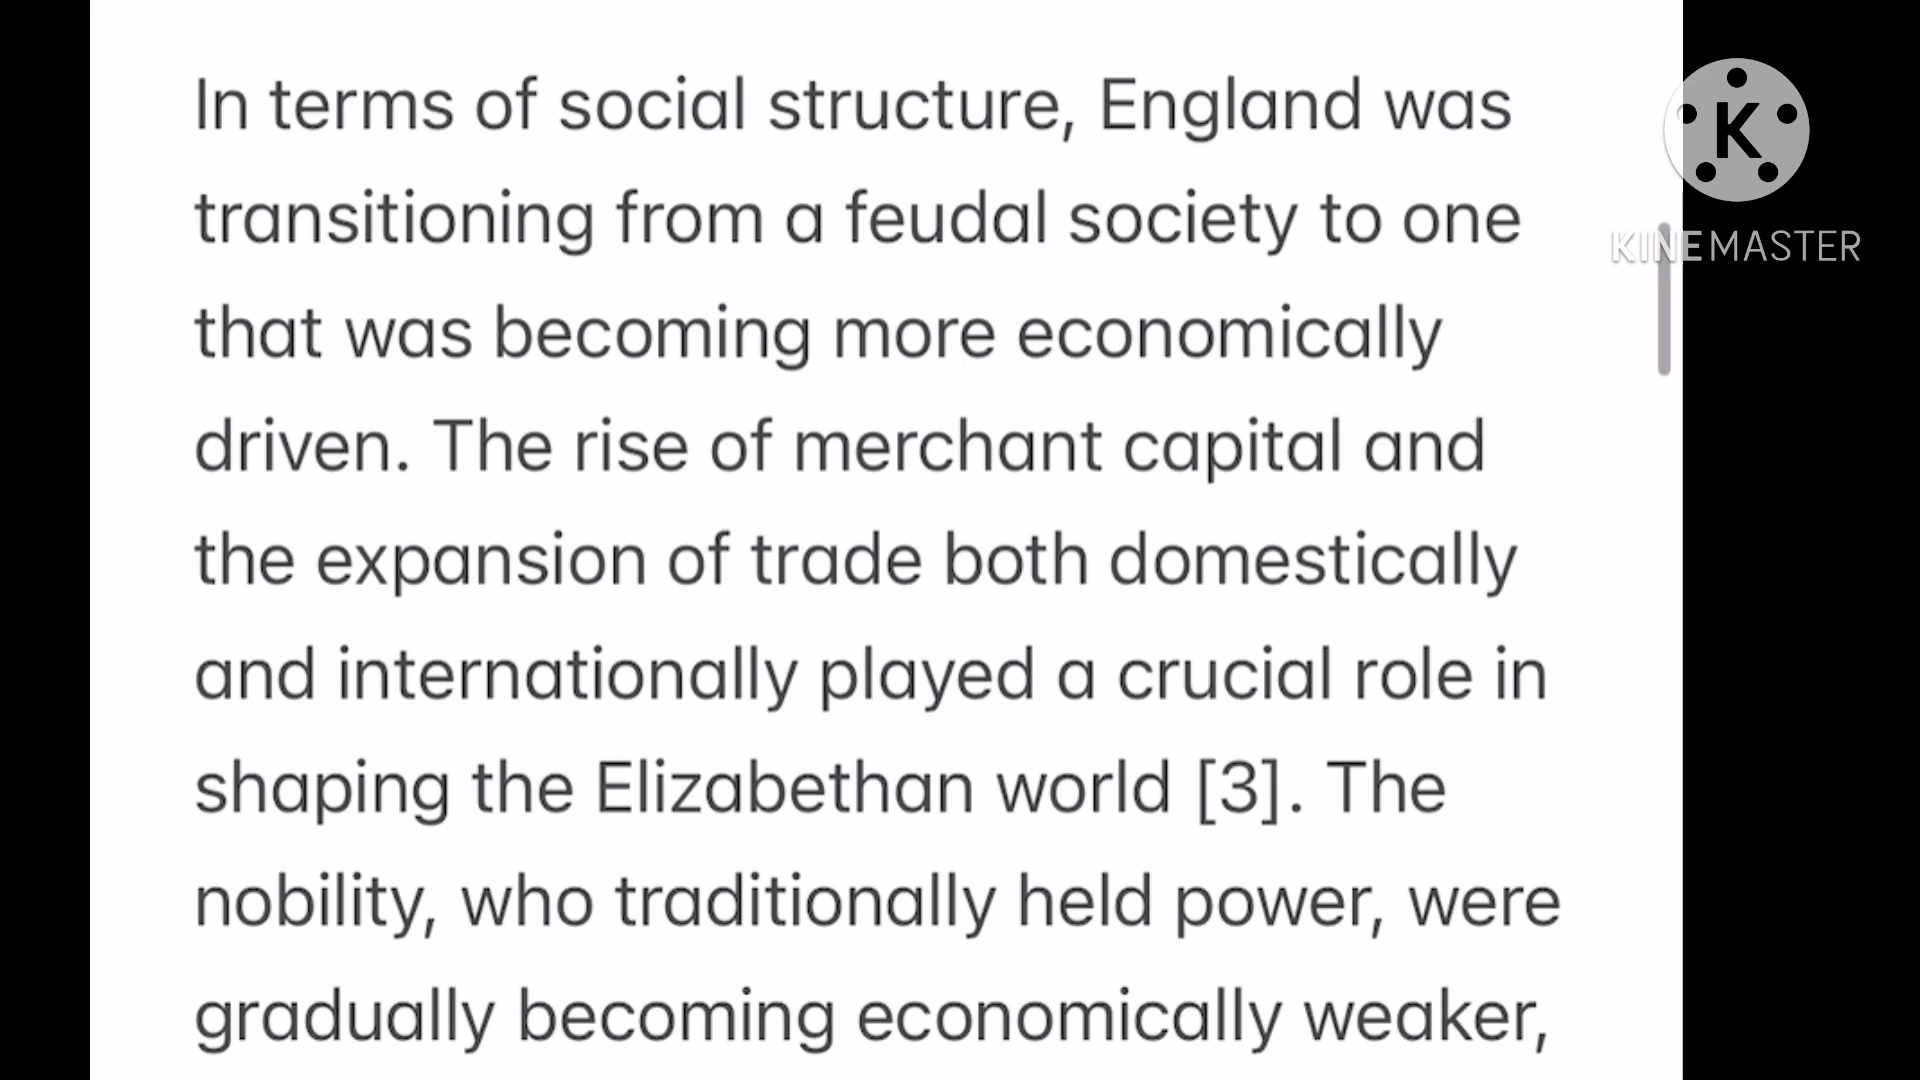 In terms of social structure, England was
transitioning from a feudal society to one
that was becoming more economically
driven. The rise of merchant capital and
the expansion of trade both domestically
and internationally played a crucial role in
shaping the Elizabethan world [3]. The
nobility, who traditionally held power, were
gradually becoming economically weaker,
K
KINEMASTER